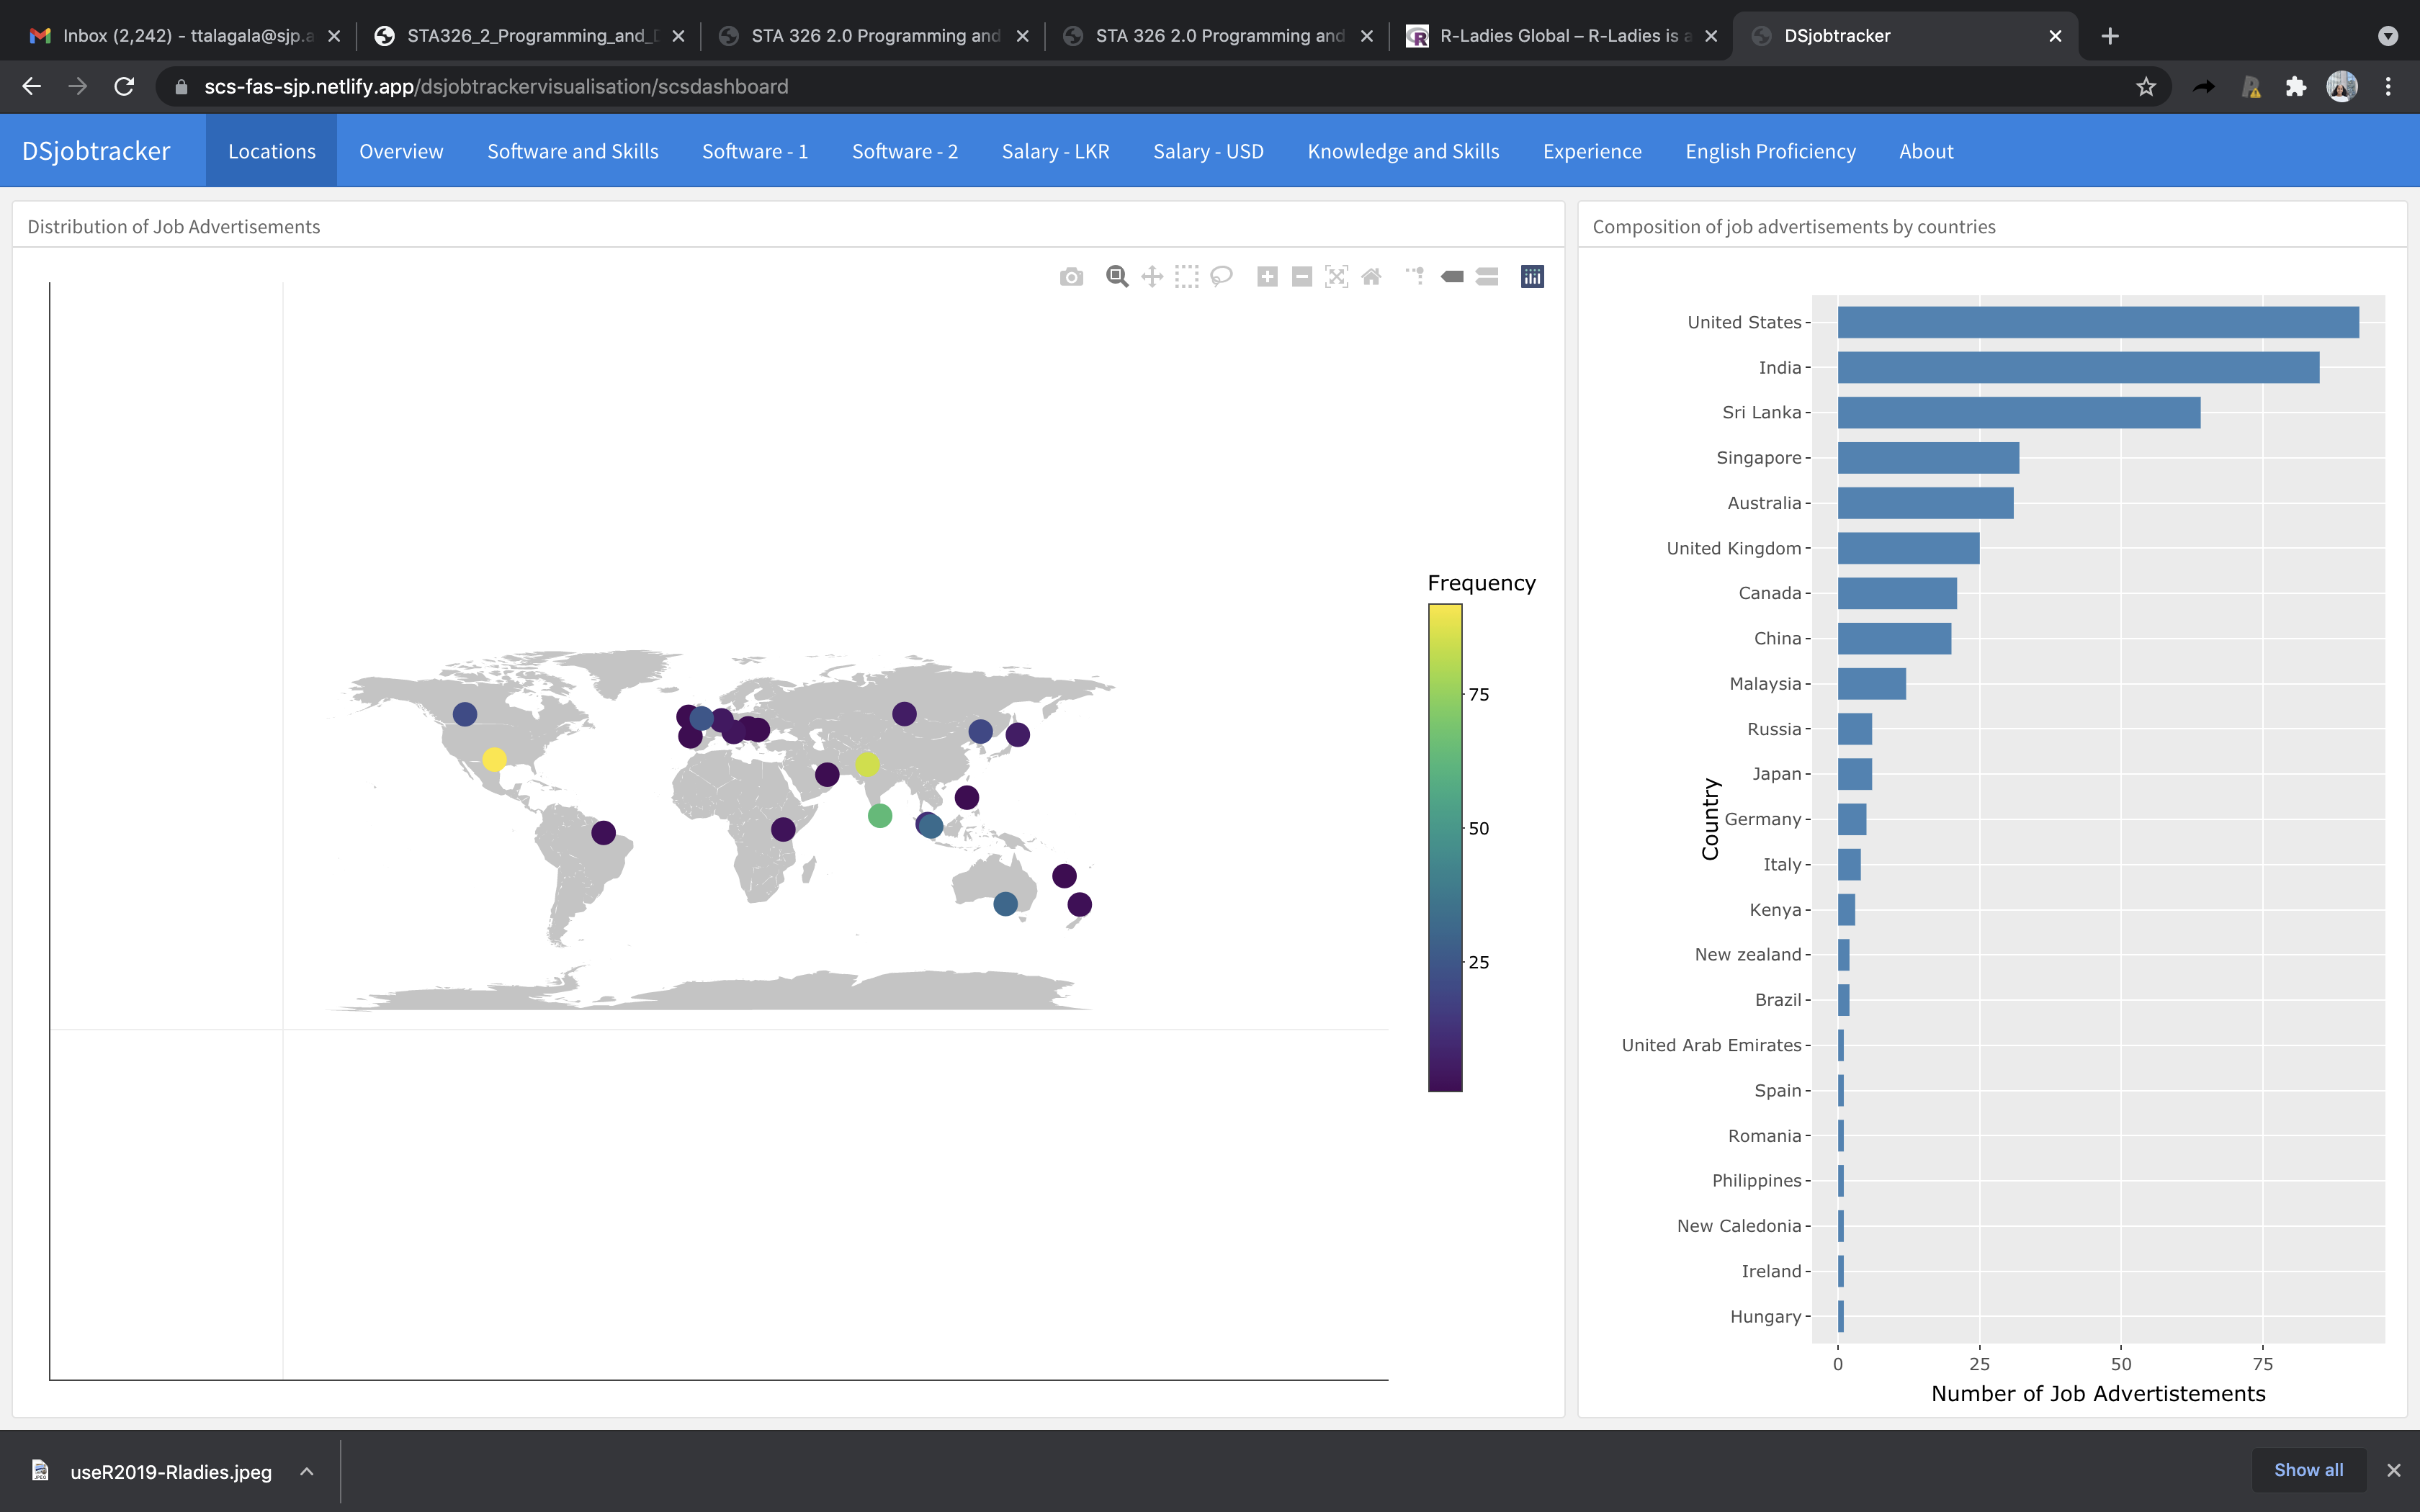 Inbox (2,242) - ttalagala@sjp.a
STA326_2_Programming_and_D
STA 326 2.0 Programming and
STA 326 2.0 Programming and
R-Ladies Global – R-Ladies is a
DSjobtracker
scs-fas-sjp.netlify.app/dsjobtrackervisualisation/scsdashboard
DSjobtracker
Locations
Overview
Software and Skills
Software - 1
Software - 2
Salary - LKR
Salary - USD
Knowledge and Skills
Experience
English Proficiency
About
Distribution of Job Advertisements
Frequency
75
50
25
Composition of job advertisements by countries
Country
United States
India
Sri Lanka
Singapore
Australia
United Kingdom
Canada
China
Malaysia
Russia
Japan
Germany
Italy
Kenya
New zealand
Brazil
United Arab Emirates
Spain
Romania
Philippines
New Caledonia
Ireland
Hungary
0 25 50 75
Number of Job Advertistements
useR2019-Rladies.jpeg
Show all